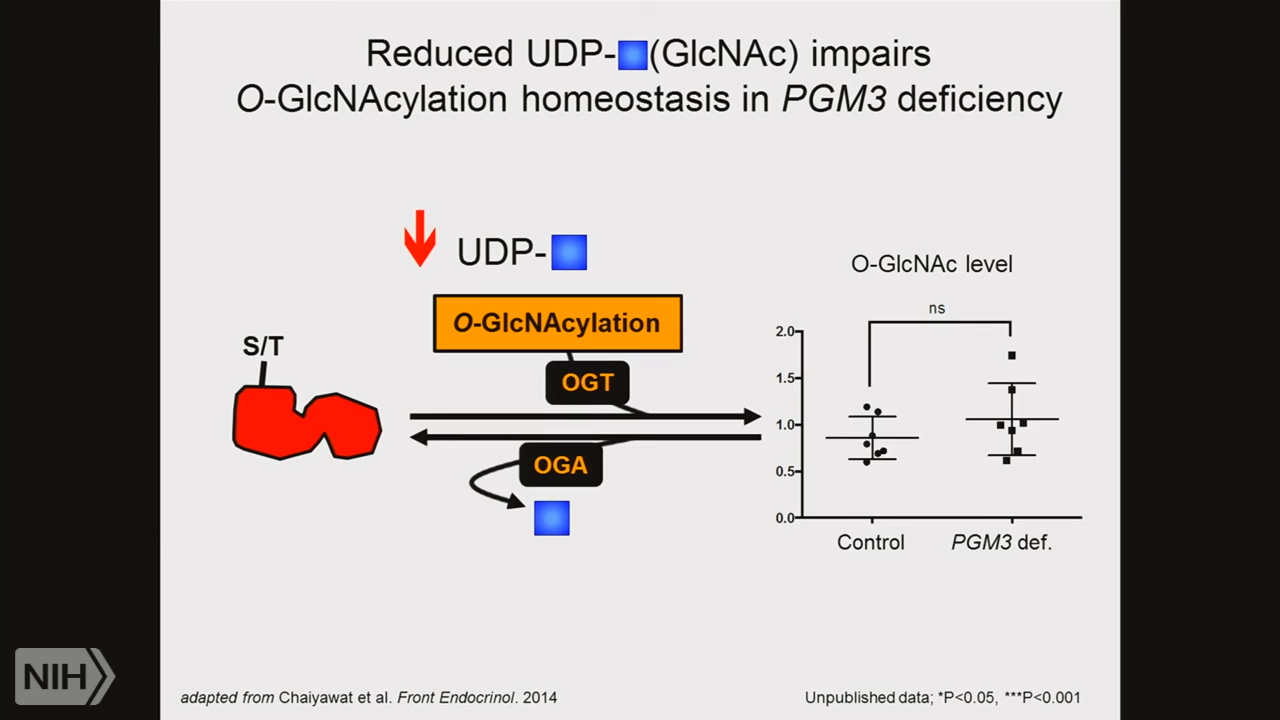 Reduced UDP-(GlcNAc) impairs
O-GlcNAcylation homeostasis in PGM3 deficiency
UDP-
O-GlcNAcylation
S/T
OGT
OGA
O-GlcNAc level
ns
2.0
1.5
1.0
0.5
0.0
Control
PGM3 def.
NIH
adapted from Chaiyawat et al. Front Endocrinol. 2014
Unpublished data; *P<0.05, ***P<0.001